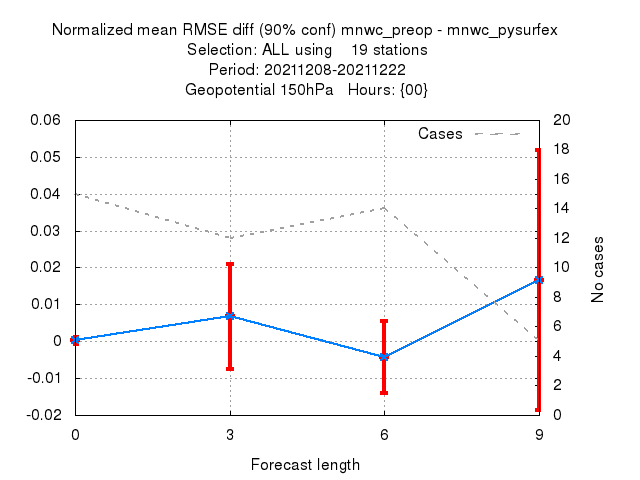 Normalized mean RMSE diff (90% conf) mnwc_preop - mnwc_pysurfex
Selection: ALL using    19 stations
Period: 20211208-20211222
Geopotential 150hPa   Hours: {00}
Cases
0.06
0.05
0.04
0.03
0.02
0.01
0
-0.01
-0.02
20
18
16
14
12
10
8
6
4
2
0
No cases
0 3 6 9
Forecast length